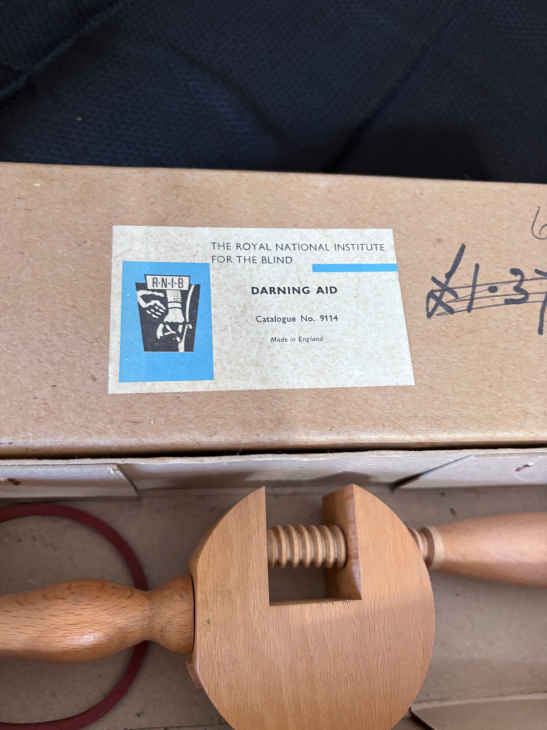 THE ROYAL NATIONAL INSTITUTE
FOR THE BLIND
R·N·I·B
DARNING AID
Catalogue No. 9114
Made in England
£1·37